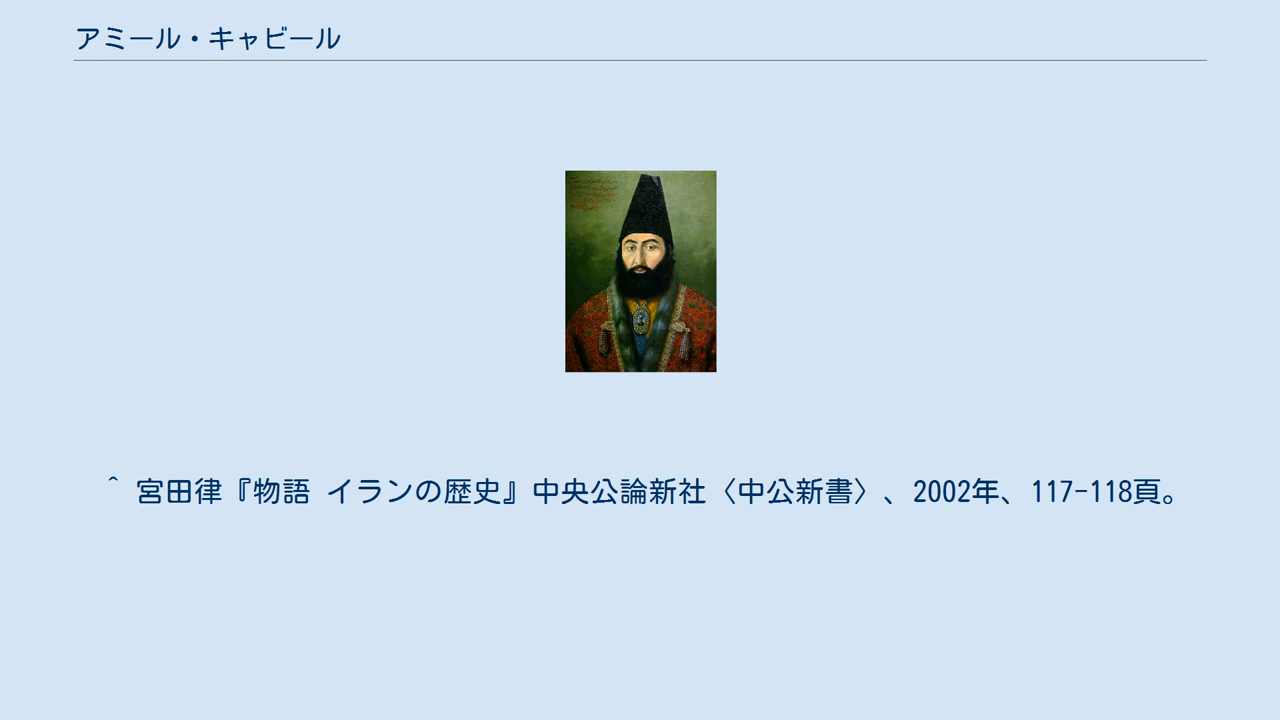 アミール・キャビール
^ 宮田律『物語 イランの歴史』中央公論新社〈中公新書〉、2002年、117-118頁。